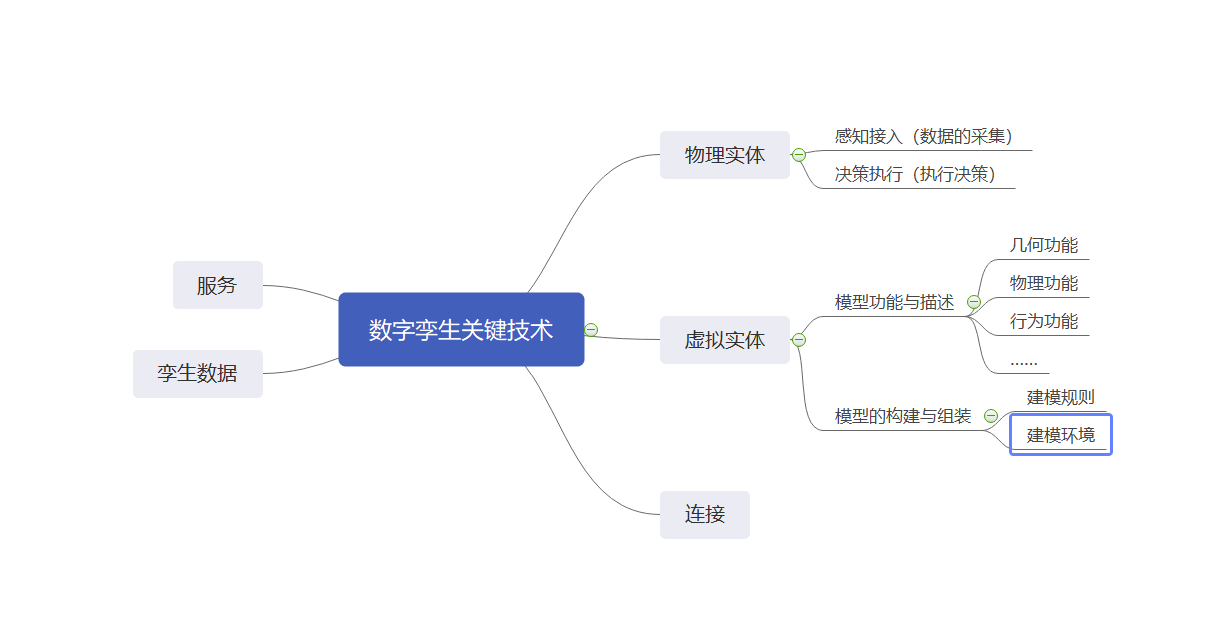 数字孪生关键技术
物理实体
感知接入（数据的采集）
决策执行（执行决策）
虚拟实体
模型功能与描述
几何功能
物理功能
行为功能
......
模型的构建与组装
建模规则
建模环境
连接
服务
孪生数据